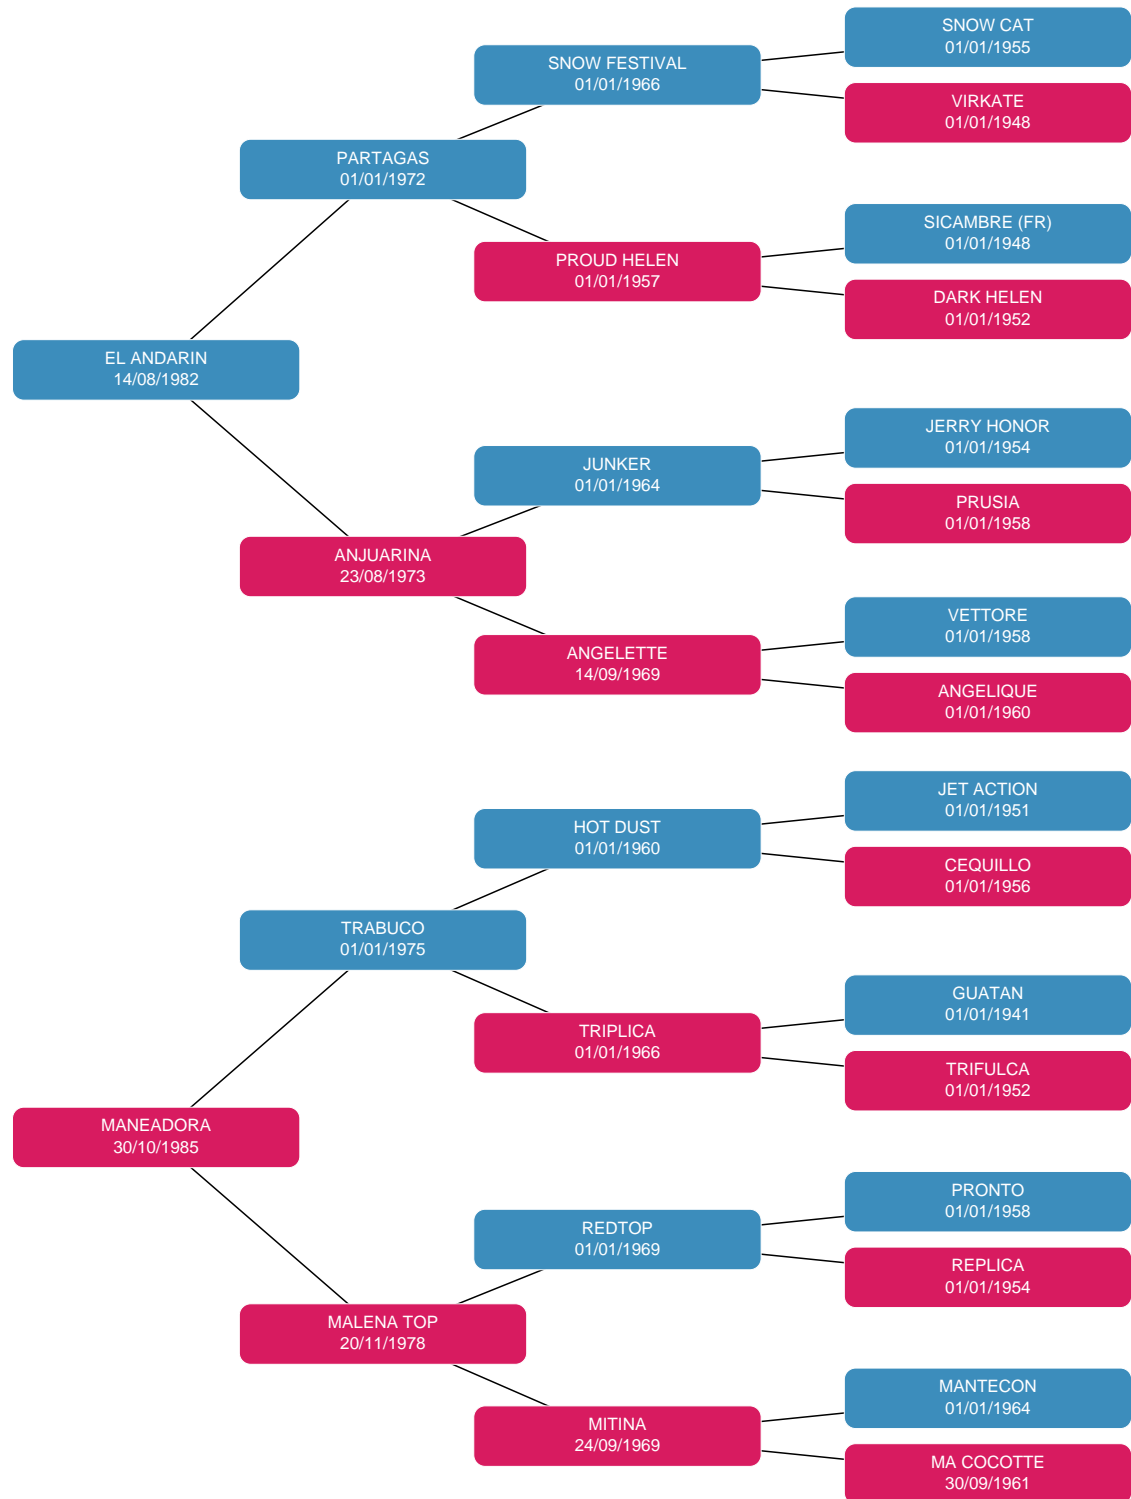 SNOW CAT
01/01/1955
SNOW FESTIVAL
01/01/1966
VIRKATE
01/01/1948
PARTAGAS
01/01/1972
SICAMBRE (FR)
01/01/1948
PROUD HELEN
01/01/1957
DARK HELEN
01/01/1952
EL ANDARIN
14/08/1982
JERRY HONOR
01/01/1954
JUNKER
01/01/1964
PRUSIA
01/01/1958
ANJUARINA
23/08/1973
VETTORE
01/01/1958
ANGELETTE
14/09/1969
ANGELIQUE
01/01/1960
JET ACTION
01/01/1951
HOT DUST
01/01/1960
CEQUILLO
01/01/1956
TRABUCO
01/01/1975
GUATAN
01/01/1941
TRIPLICA
01/01/1966
TRIFULCA
01/01/1952
MANEADORA
30/10/1985
PRONTO
01/01/1958
REDTOP
01/01/1969
REPLICA
01/01/1954
MALENA TOP
20/11/1978
MANTECON
01/01/1964
MITINA
24/09/1969
MA COCOTTE
30/09/1961